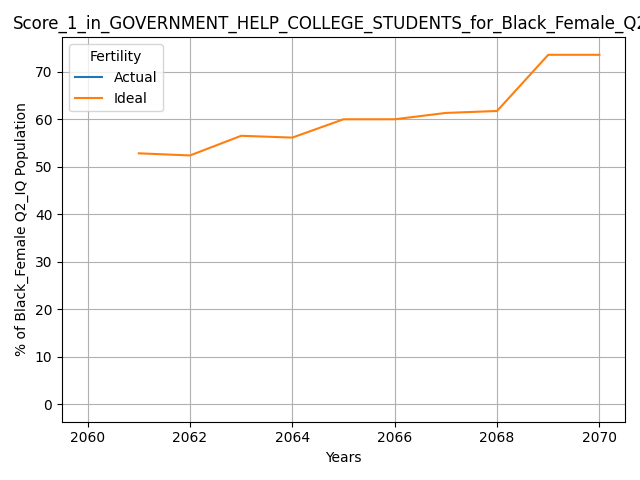 Score_1_in_GOVERNMENT_HELP_COLLEGE_STUDENTS_for_Black_Female_Q2
Fertility
Actual
Ideal
% of Black_Female Q2_IQ Population
70
60
50
40
30
20
10
0
2060 2062 2064 2066 2068 2070
Years